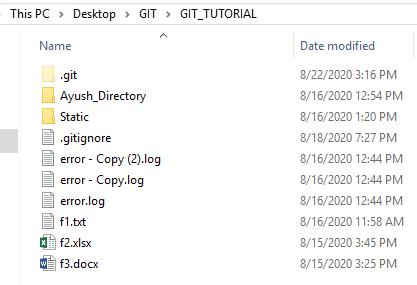 This PC > Desktop > GIT > GIT_TUTORIAL
Name Date modified
.git 8/22/2020 3:16 PM
Ayush_Directory 8/16/2020 12:54 PM
Static 8/16/2020 1:20 PM
.gitignore 8/18/2020 7:27 PM
error - Copy (2).log 8/16/2020 12:44 PM
error - Copy.log 8/16/2020 12:44 PM
error.log 8/16/2020 12:44 PM
f1.txt 8/16/2020 11:58 AM
f2.xlsx 8/15/2020 3:45 PM
f3.docx 8/15/2020 3:25 PM